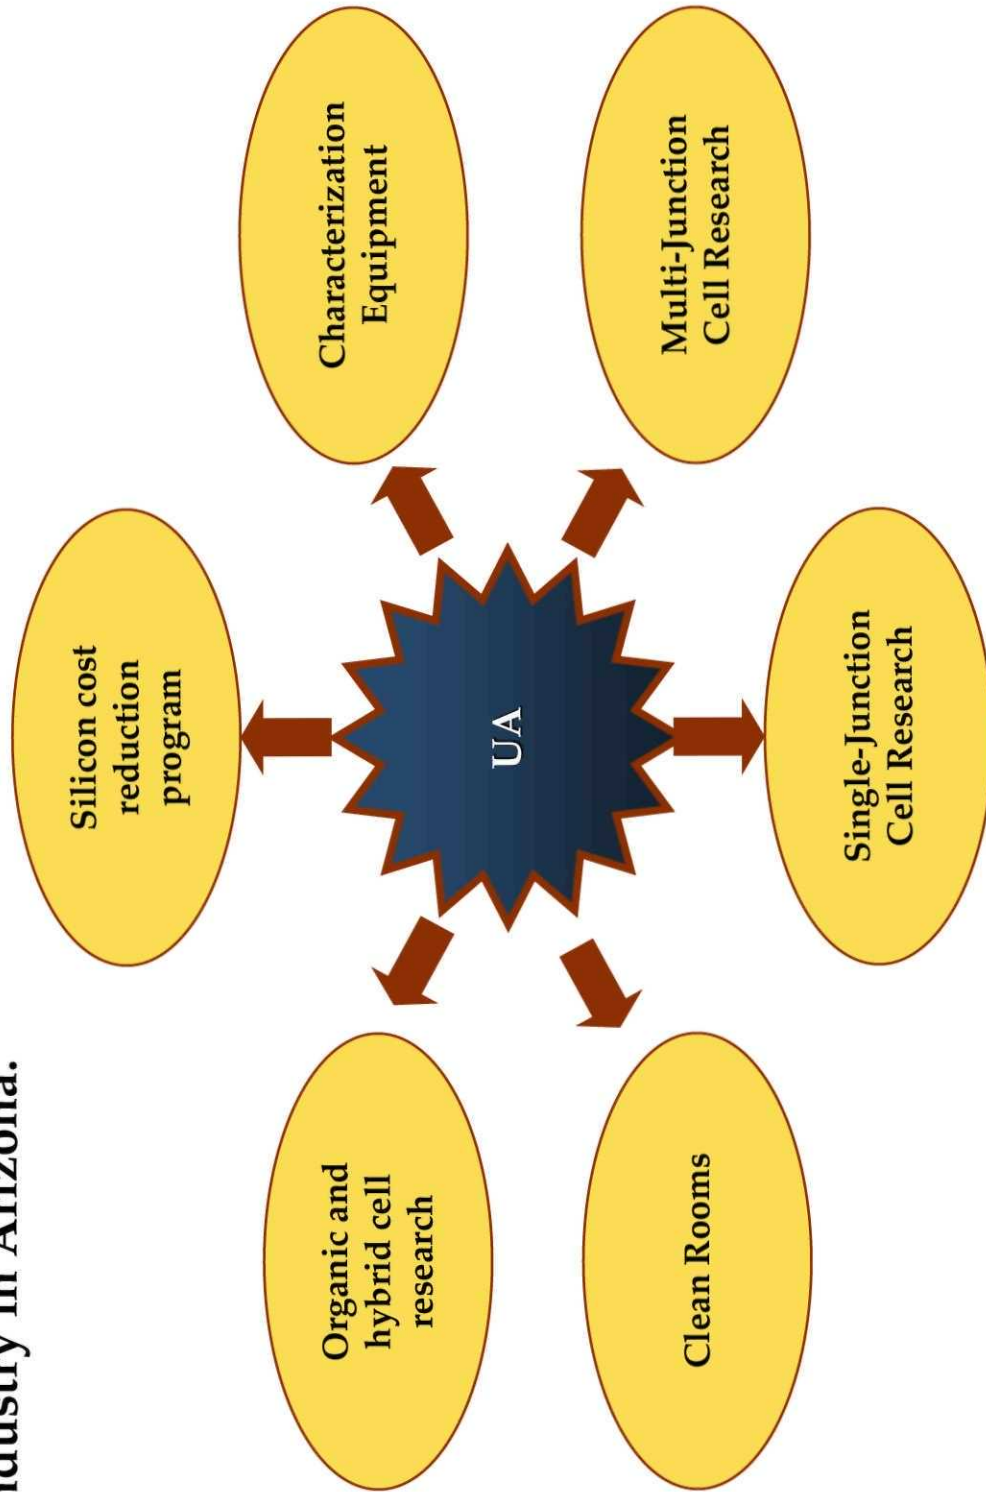 in Arizona.
Silicon cost
reduction
program
Organic and
hybrid cell
research
Characterization
Equipment
UA
Clean Rooms
Multi-Junction
Cell Research
Single-Junction
Cell Research